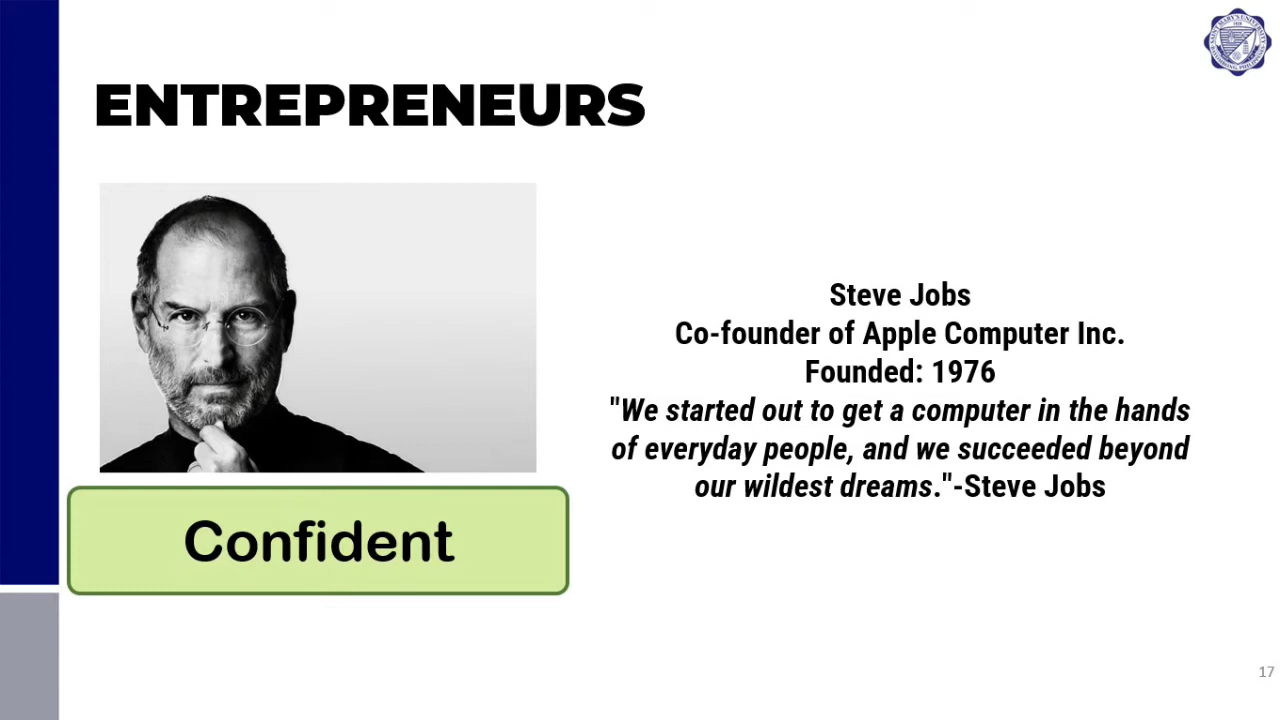 ENTREPRENEURS
Steve Jobs
Co-founder of Apple Computer Inc.
Founded: 1976
"We started out to get a computer in the hands
of everyday people, and we succeeded beyond
our wildest dreams."-Steve Jobs
Confident
17